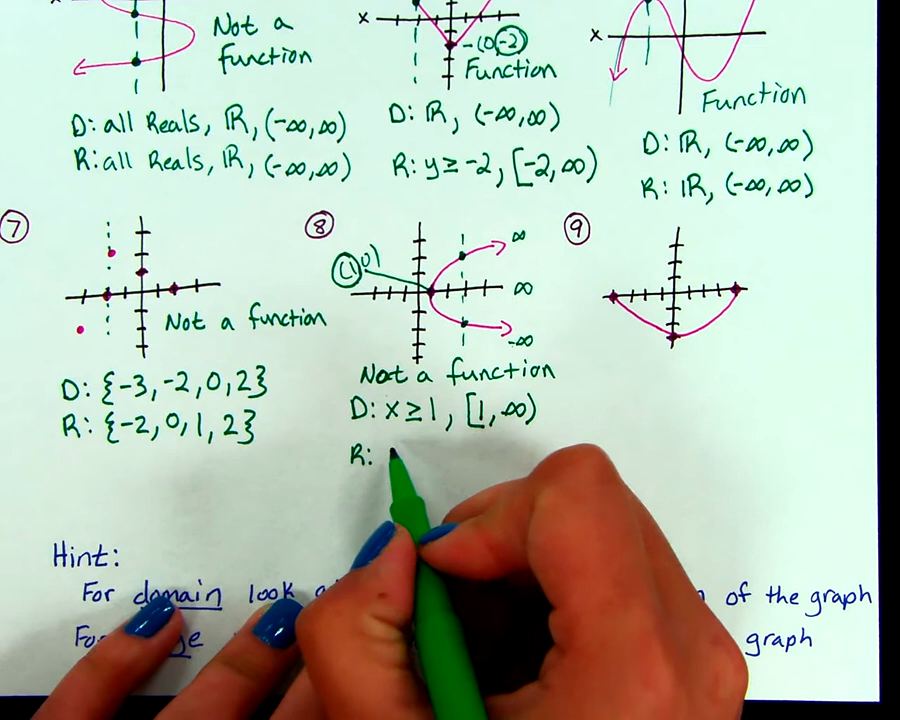 Not a
function
x
(0,-2)
Function
x
Function
D: all Reals, ℝ, (-∞,∞)
R: all Reals, ℝ, (-∞,∞)
D: ℝ, (-∞,∞)
R: y≥-2, [-2,∞)
D: ℝ, (-∞,∞)
R: ℝ, (-∞,∞)
⑦
Not a function
D: {-3,-2,0,2}
R: {-2,0,1,2}
⑧
(1,0)
∞
∞
-∞
Not a function
D: x≥1, [1,∞)
R:
⑨
Hint:
For domain look of the graph
graph